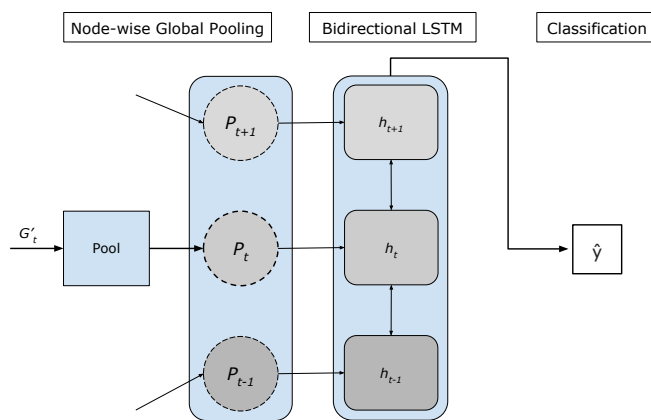 Node-wise Global Pooling
Bidirectional LSTM
Classification
P_{t+1}
h_{t+1}
G'_t
Pool
P_t
h_t
ŷ
P_{t-1}
h_{t-1}